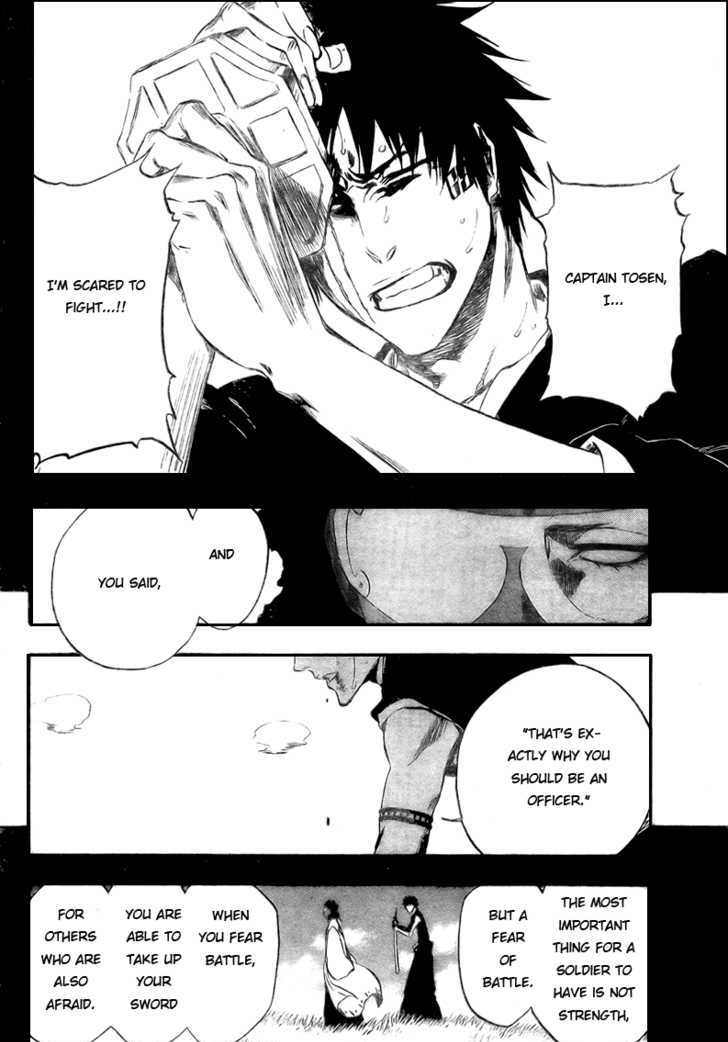 CAPTAIN TOSEN,
I...
I'M SCARED TO
FIGHT...!!
AND
YOU SAID,
"THAT'S EX-
ACTLY WHY YOU
SHOULD BE AN
OFFICER."
THE MOST
IMPORTANT
THING FOR A
SOLDIER TO
HAVE IS NOT
STRENGTH,
BUT A
FEAR
OF
BATTLE.
WHEN
YOU FEAR
BATTLE,
YOU ARE
ABLE TO
TAKE UP
YOUR
SWORD
FOR
OTHERS
WHO ARE
ALSO
AFRAID.